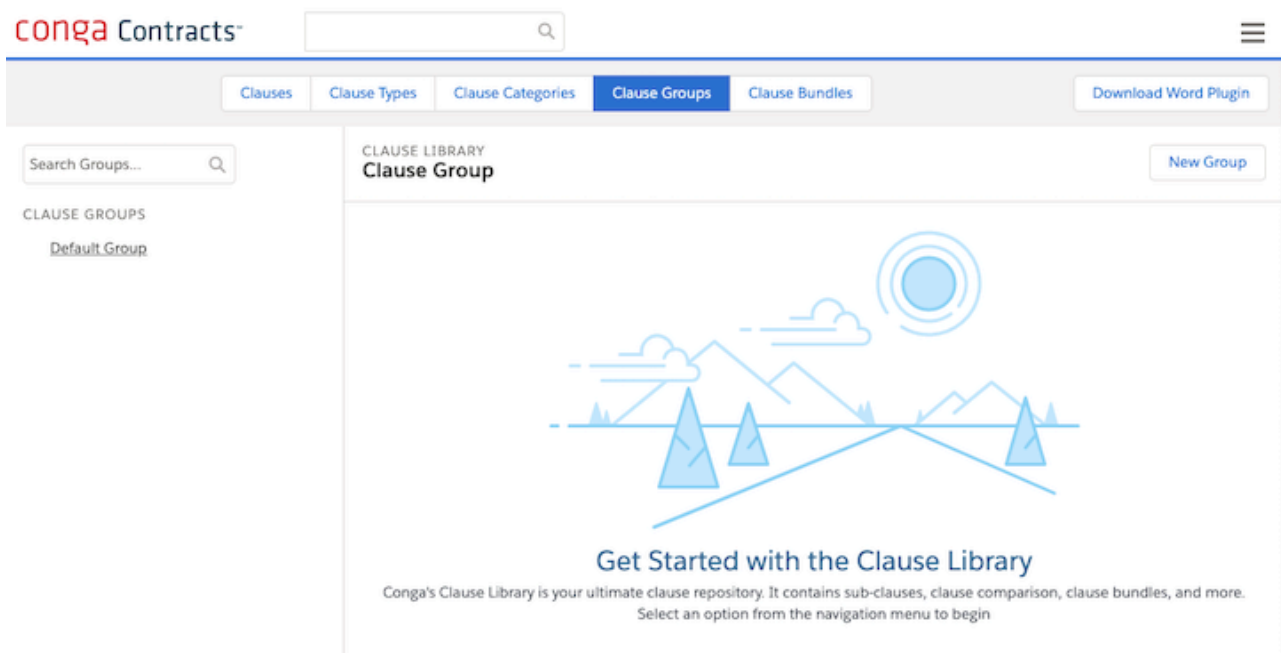 conga Contracts™
Clauses
Clause Types
Clause Categories
Clause Groups
Clause Bundles
Download Word Plugin
Search Groups...
CLAUSE LIBRARY
Clause Group
New Group
CLAUSE GROUPS
Default Group
Get Started with the Clause Library
Conga's Clause Library is your ultimate clause repository. It contains sub-clauses, clause comparison, clause bundles, and more.
Select an option from the navigation menu to begin